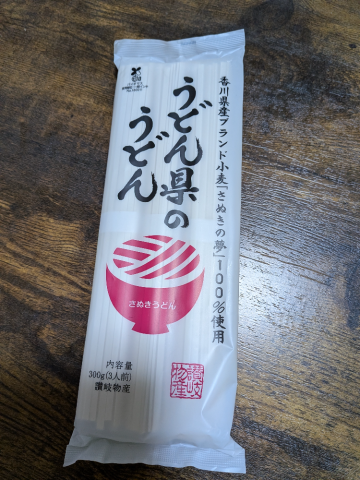 香川県産ブランド小麦「さぬきの夢」100%使用
うどん県の
うどん
さぬきうどん
内容量
300g(3人前)
讃岐物産
讃岐
物産